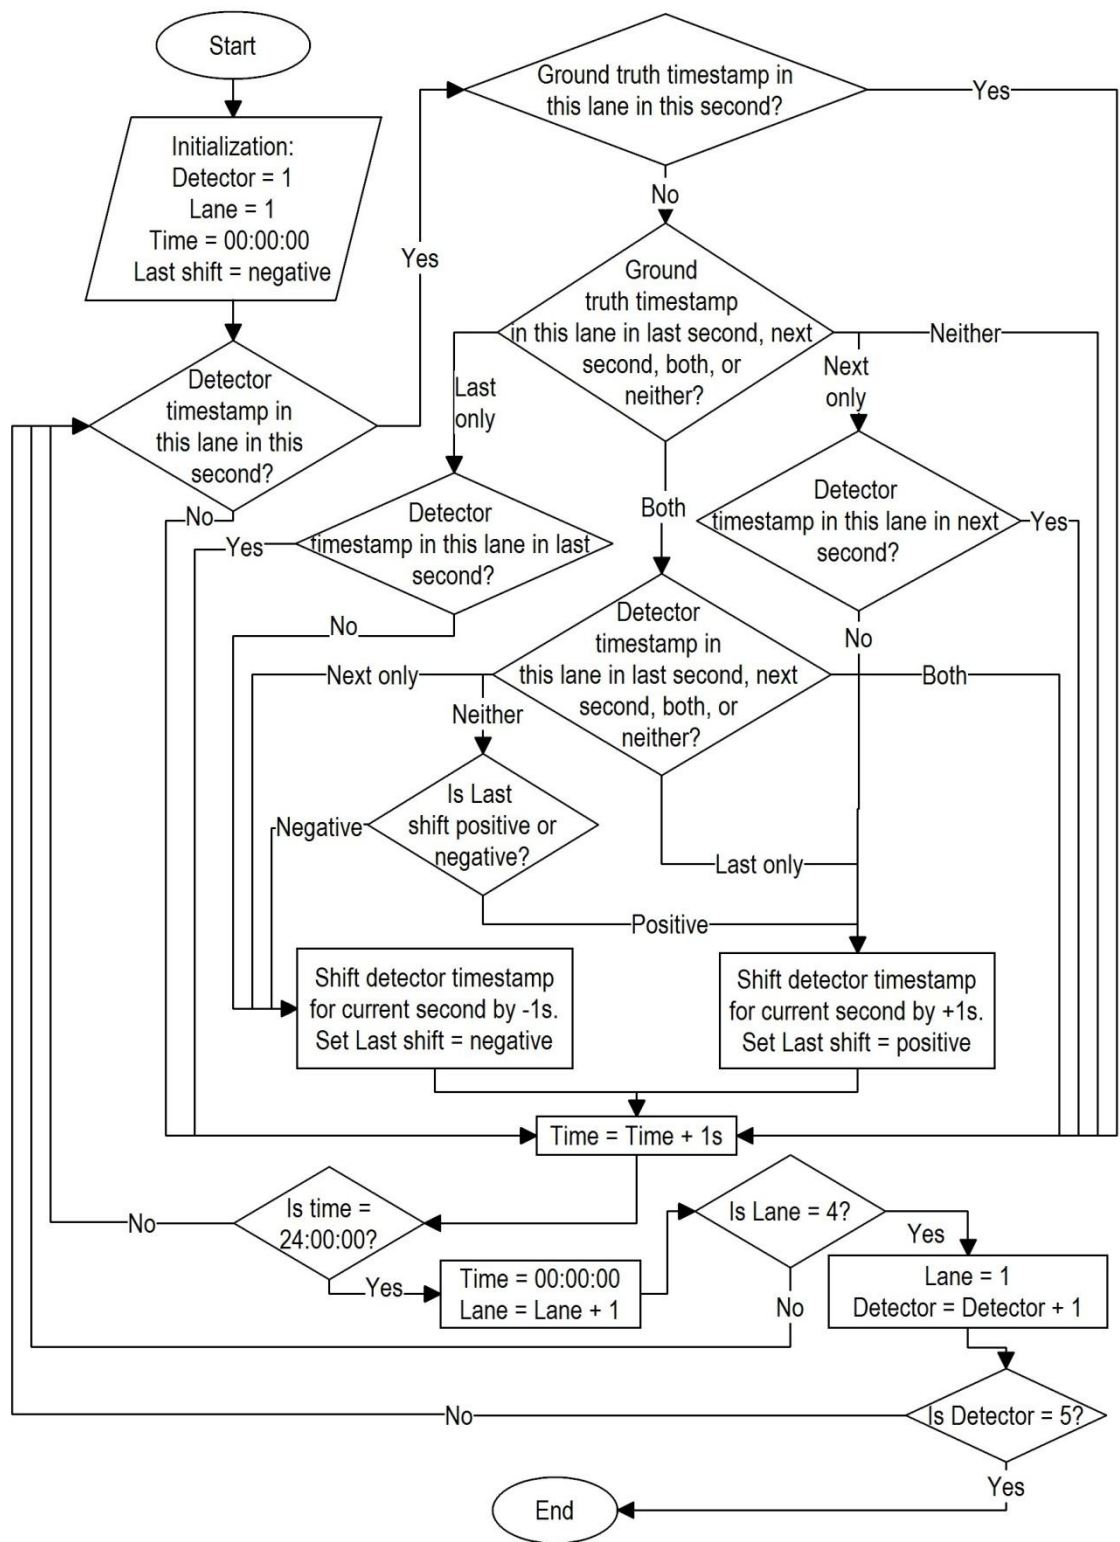 Start
Initialization:
Detector = 1
Lane = 1
Time = 00:00:00
Last shift = negative
Detector
timestamp in
this lane in this
second?
Yes
No
Ground truth timestamp in
this lane in this second?
Yes
No
Ground
truth timestamp
in this lane in last second, next
second, both, or
neither?
Neither
Last
only
Next
only
Both
Detector
timestamp in this lane in last
second?
Yes
No
Detector
timestamp in this lane in next
second?
Yes
No
Detector
timestamp in
this lane in last second, next
second, both, or
neither?
Next only
Neither
Both
Last only
Is Last
shift positive or
negative?
Negative
Positive
Shift detector timestamp
for current second by -1s.
Set Last shift = negative
Shift detector timestamp
for current second by +1s.
Set Last shift = positive
Time = Time + 1s
Is time =
24:00:00?
No
Yes
Time = 00:00:00
Lane = Lane + 1
Is Lane = 4?
Yes
No
Lane = 1
Detector = Detector + 1
Is Detector = 5?
No
Yes
End